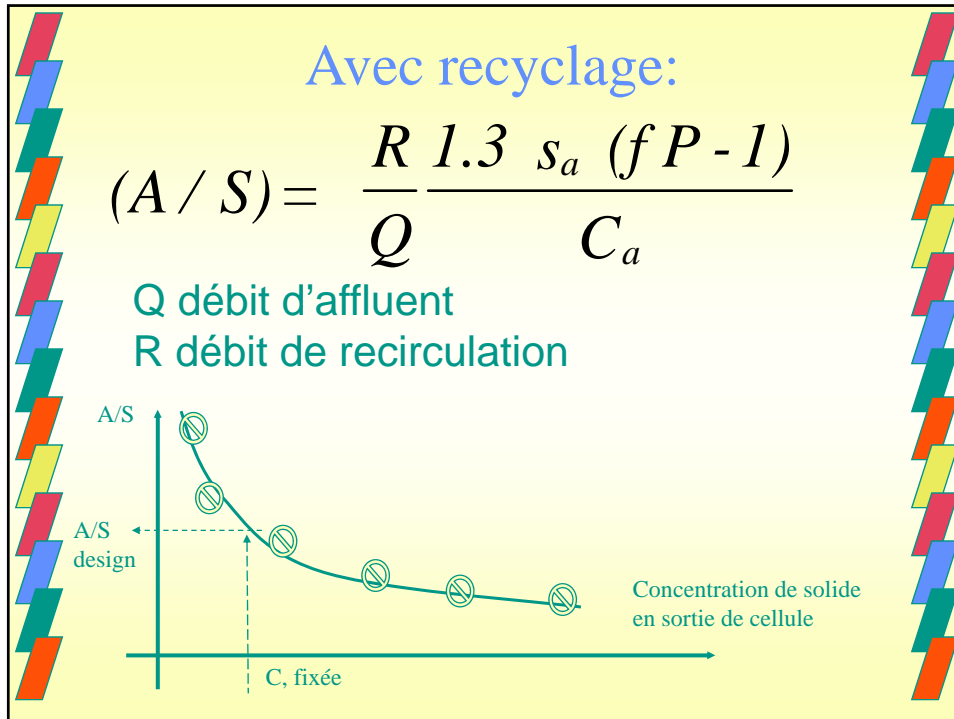 Avec recyclage:
(A / S) = R/Q 1.3 sₐ (f P - 1)/Cₐ
Q débit d'affluent
R débit de recirculation
A/S
A/S
design
Concentration de solide
en sortie de cellule
C, fixée